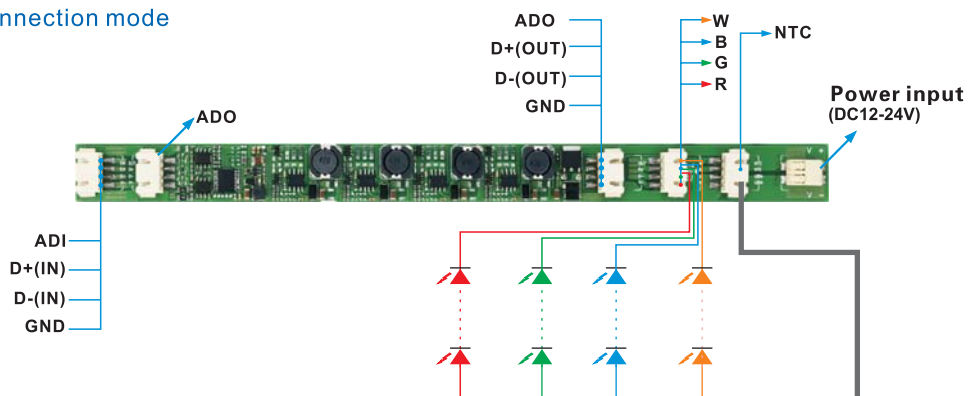 nnection mode
ADO
D+(OUT)
D-(OUT)
GND
W
B
G
R
NTC
Power input
(DC12-24V)
ADO
ADI
D+(IN)
D-(IN)
GND